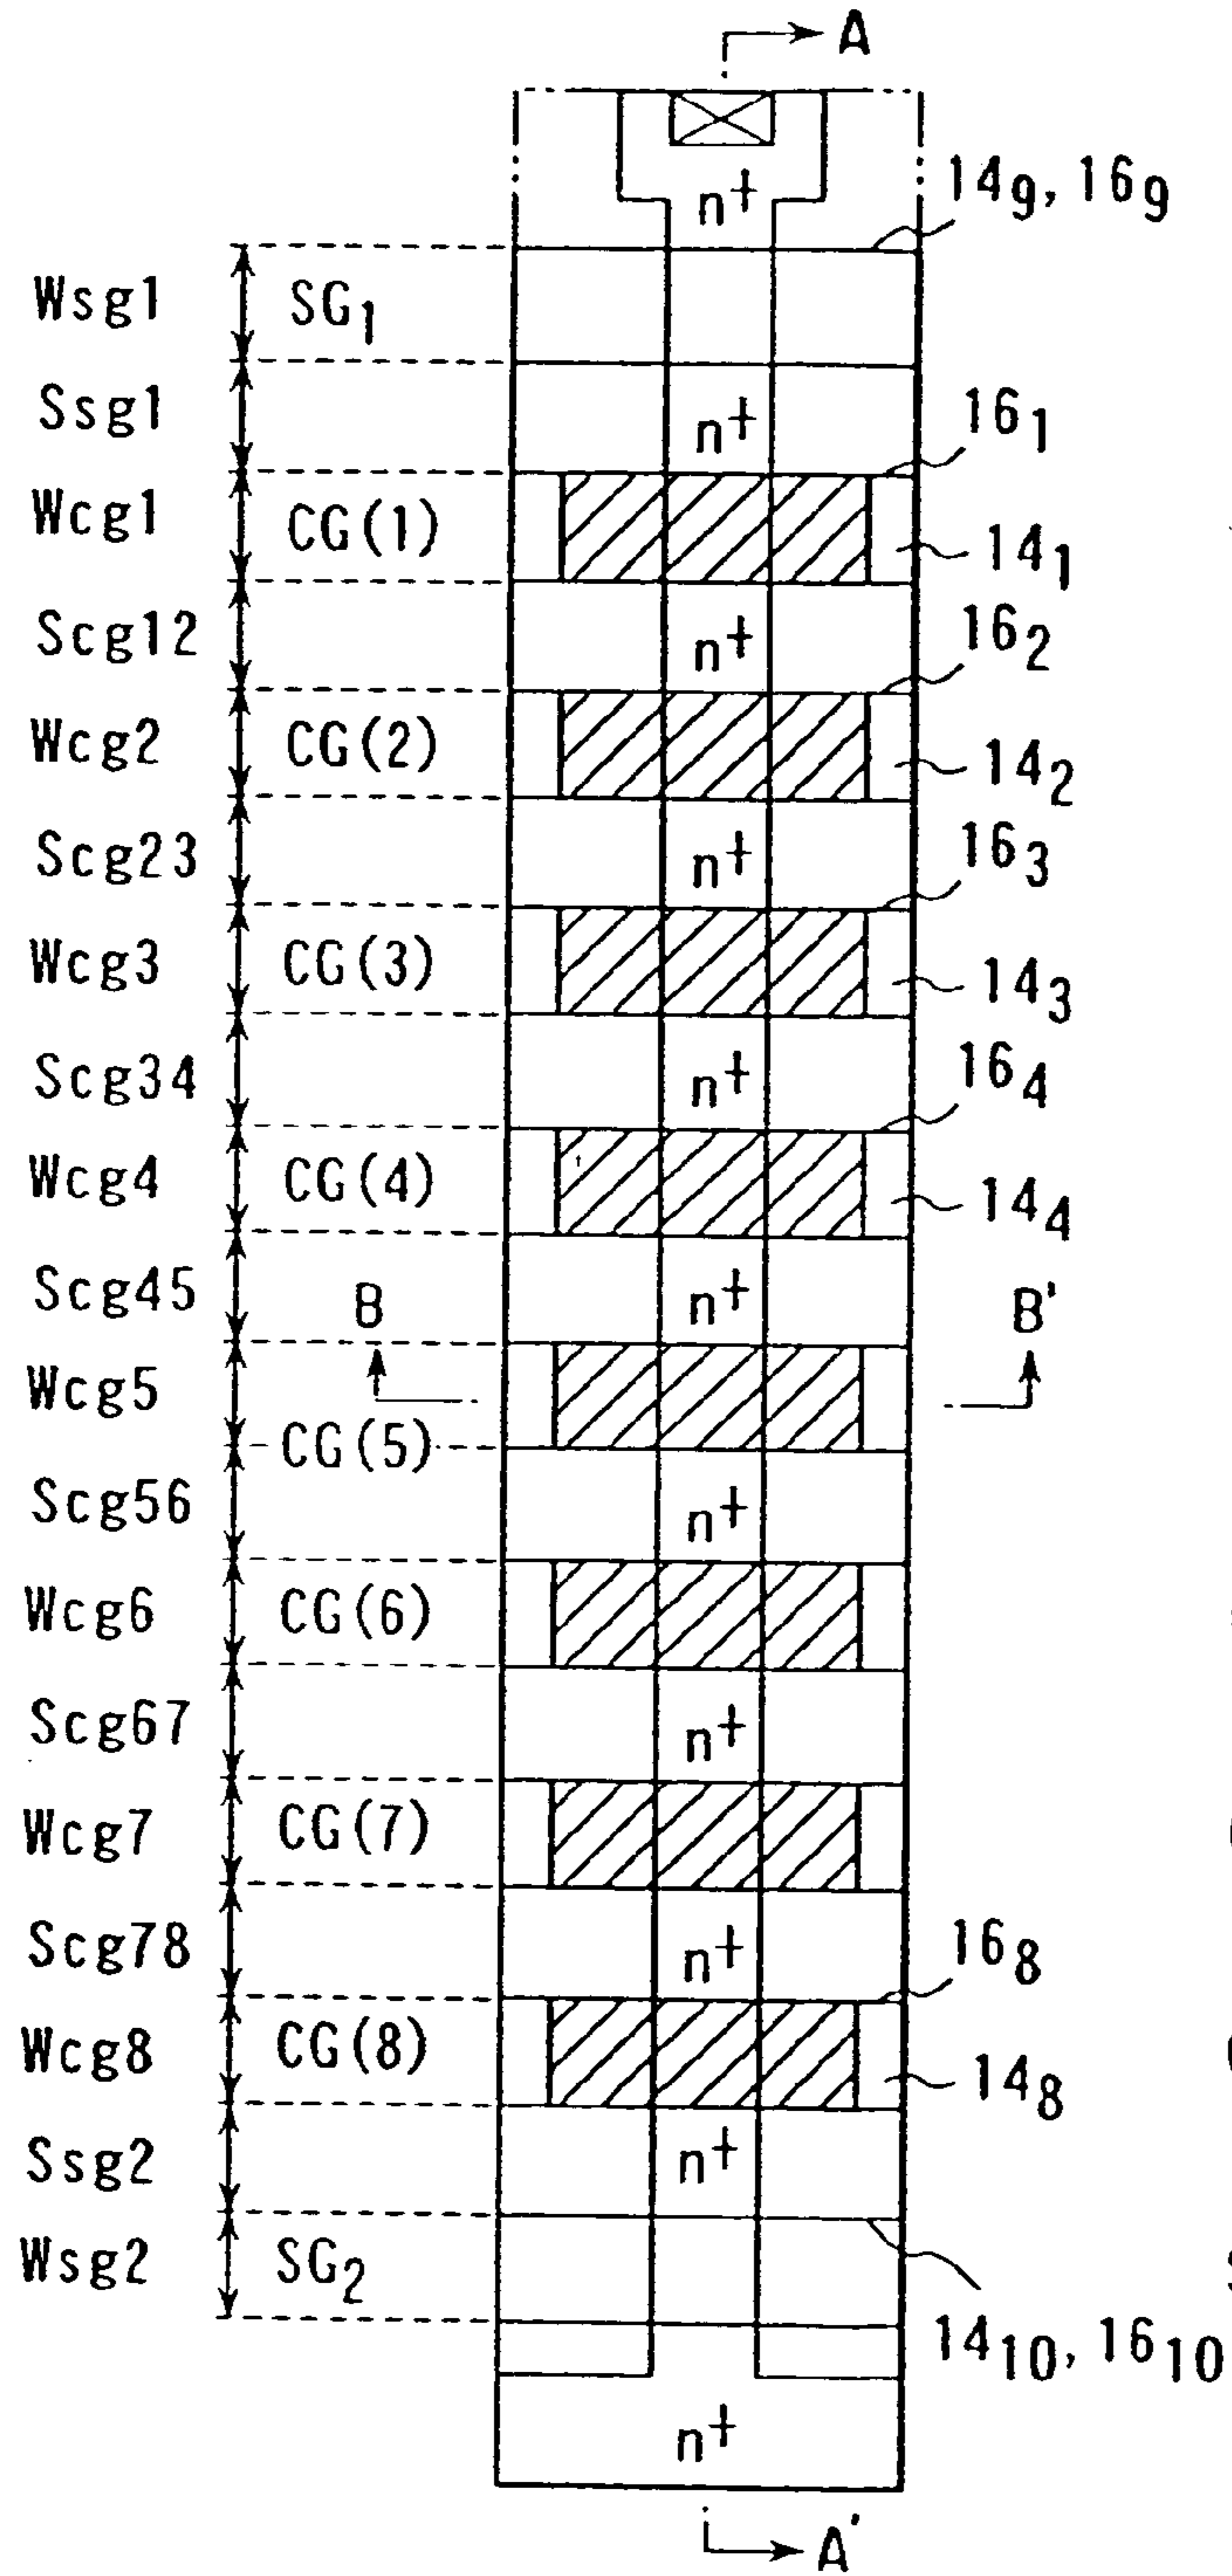 A
n⁺
14₉, 16₉
Wsg1 SG₁
Ssg1 n⁺
16₁
Wcg1 CG(1) 14₁
Scg12 n⁺
16₂
Wcg2 CG(2) 14₂
Scg23 n⁺
16₃
Wcg3 CG(3) 14₃
Scg34 n⁺
16₄
Wcg4 CG(4) 14₄
Scg45 n⁺
B B'
Wcg5
CG(5)
Scg56 n⁺
Wcg6 CG(6)
Scg67 n⁺
Wcg7 CG(7)
Scg78 n⁺
16₈
Wcg8 CG(8) 14₈
Ssg2 n⁺
Wsg2 SG₂
14₁₀, 16₁₀
n⁺
A'